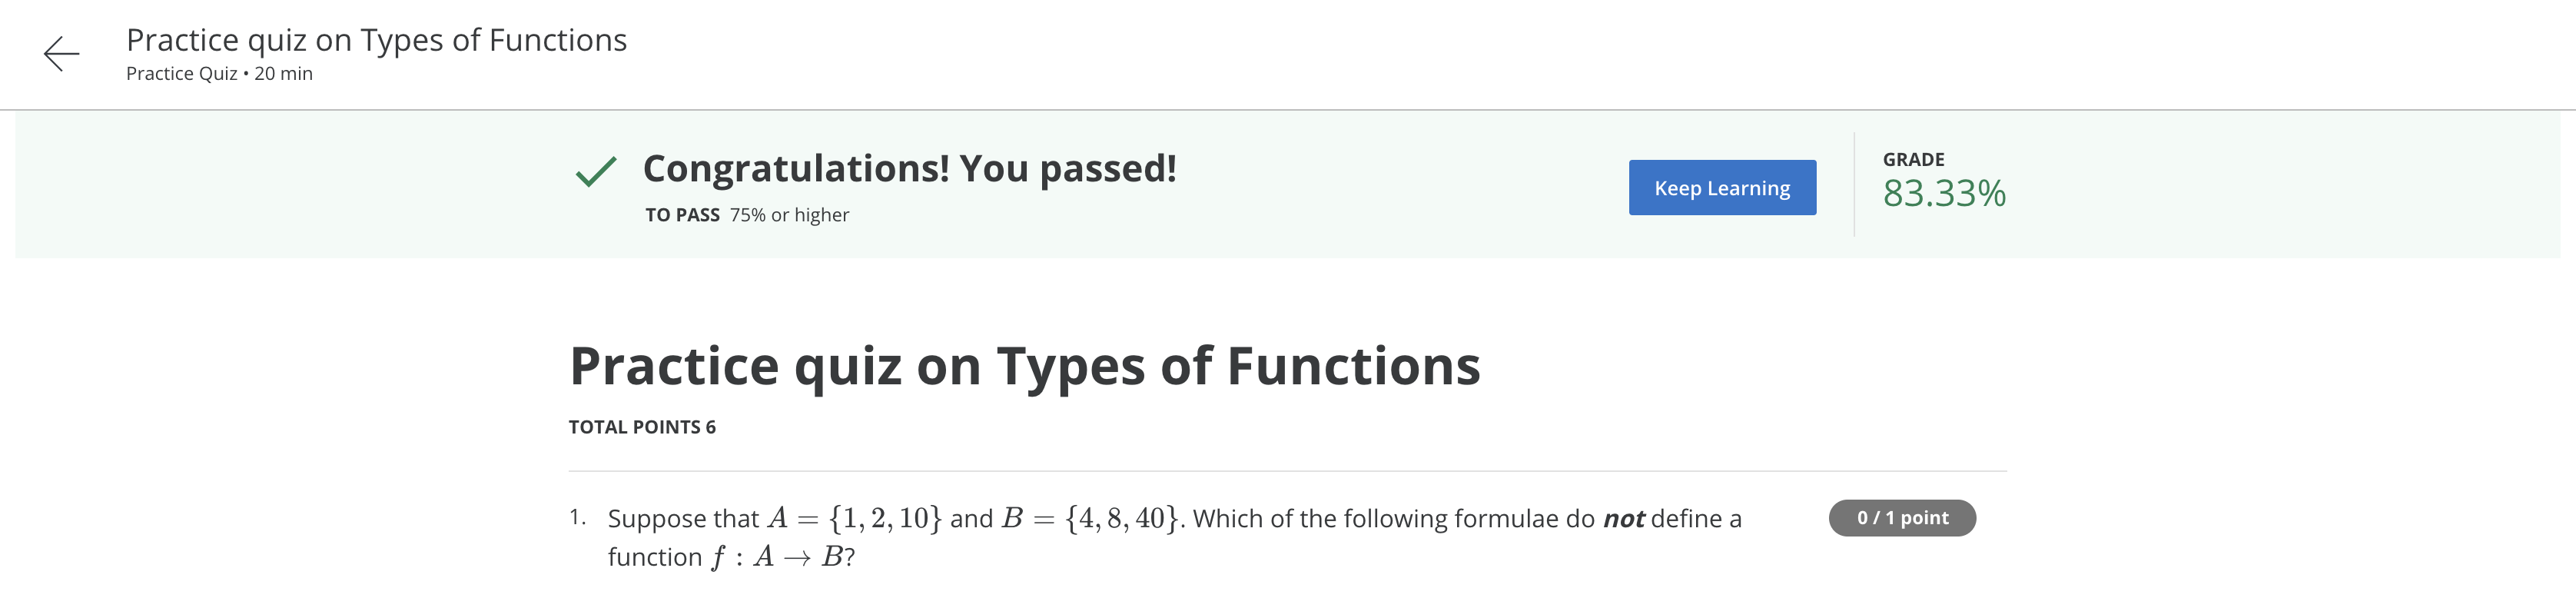 Practice quiz on Types of Functions
Practice Quiz • 20 min
Congratulations! You passed!
TO PASS 75% or higher
Keep Learning
GRADE
83.33%
Practice quiz on Types of Functions
TOTAL POINTS 6
1. Suppose that A = {1, 2, 10} and B = {4, 8, 40}. Which of the following formulae do not define a
function f : A → B?
0 / 1 point